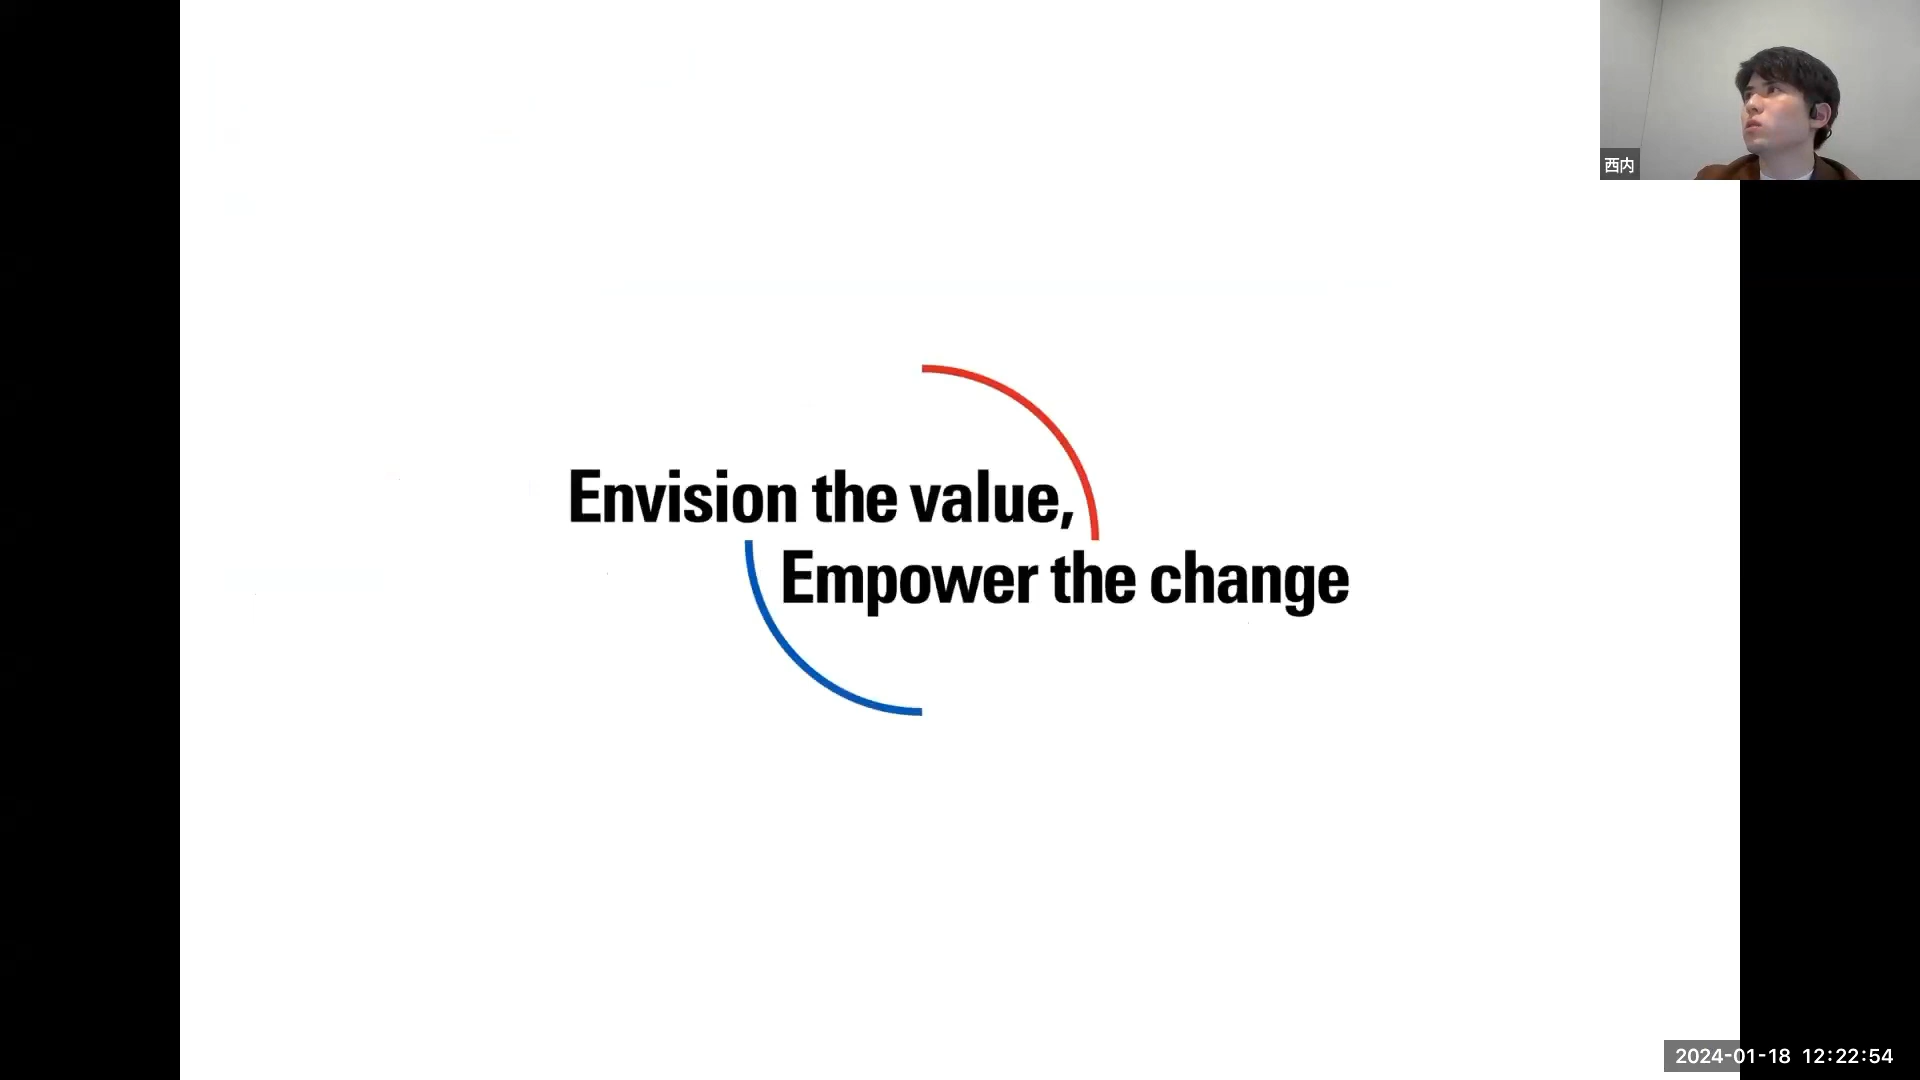 西内
Envision the value,
Empower the change
2024-01-18 12:22:54